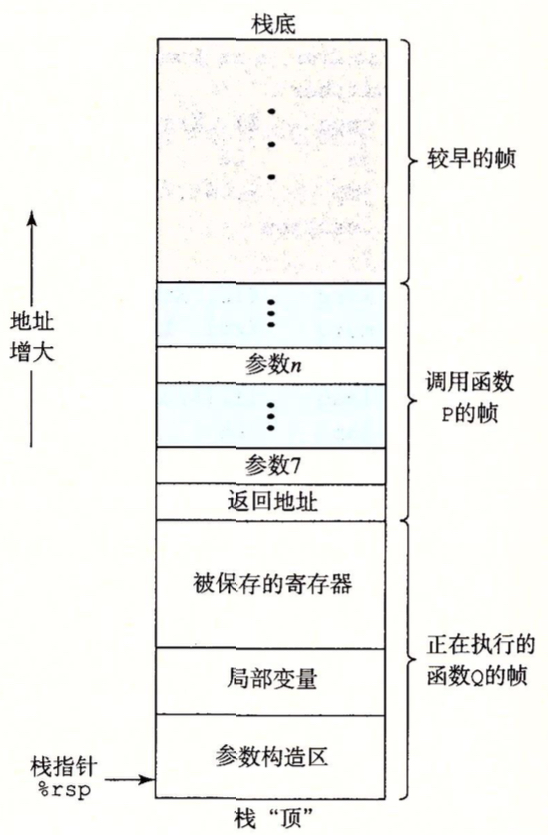 栈底
较早的帧
地址
增大
参数n
调用函数
P的帧
参数7
返回地址
被保存的寄存器
正在执行的
函数Q的帧
局部变量
参数构造区
栈指针
%rsp
栈“顶”